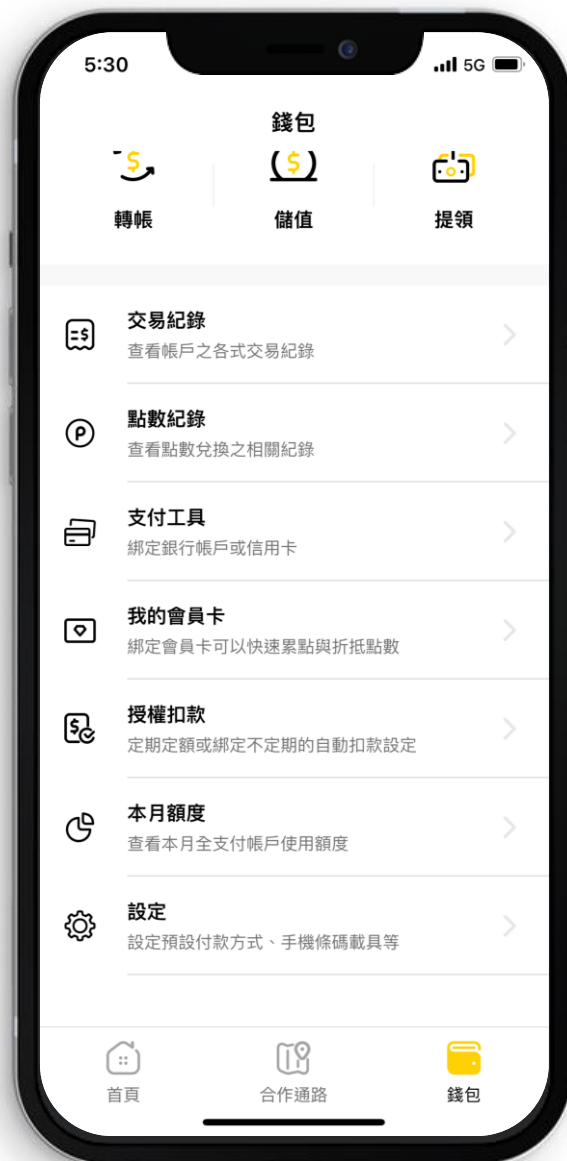 5:30
5G
錢包
轉帳
儲值
提領
交易紀錄
查看帳戶之各式交易紀錄
點數紀錄
查看點數兌換之相關紀錄
支付工具
綁定銀行帳戶或信用卡
我的會員卡
綁定會員卡可以快速累點與折抵點數
授權扣款
定期定額或綁定不定期的自動扣款設定
本月額度
查看本月全支付帳戶使用額度
設定
設定預設付款方式、手機條碼載具等
首頁
合作通路
錢包